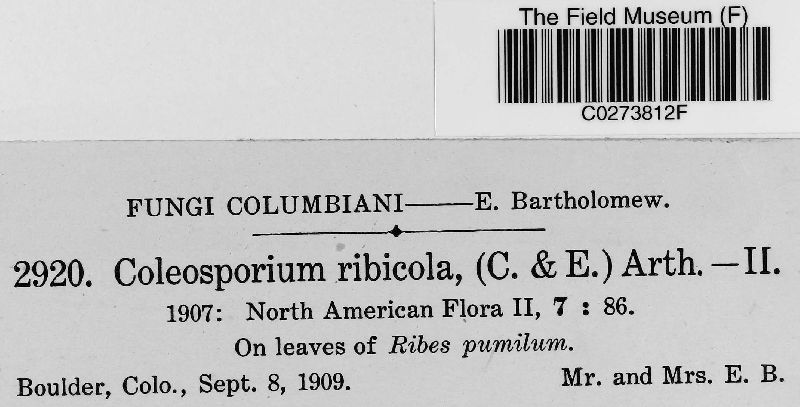 The Field Museum (F)
C0273812F
FUNGI COLUMBIANI——E. Bartholomew.
2920. Coleosporium ribicola, (C. & E.) Arth. — II.
1907: North American Flora II, 7 : 86.
On leaves of Ribes pumilum.
Boulder, Colo., Sept. 8, 1909. Mr. and Mrs. E. B.